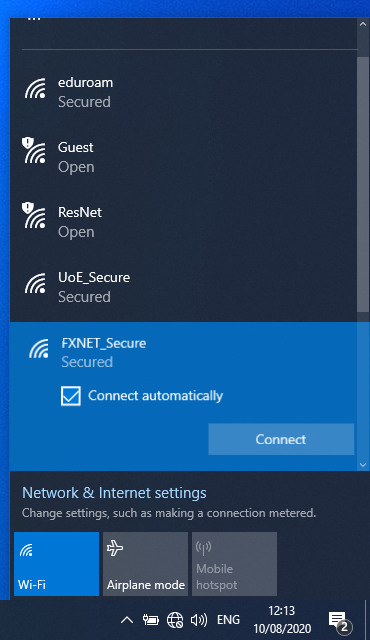 eduroam
Secured
Guest
Open
ResNet
Open
UoE_Secure
Secured
FXNET_Secure
Secured
Connect automatically
Connect
Network & Internet settings
Change settings, such as making a connection metered.
Wi-Fi
Airplane mode
Mobile
hotspot
ENG
12:13
10/08/2020
2